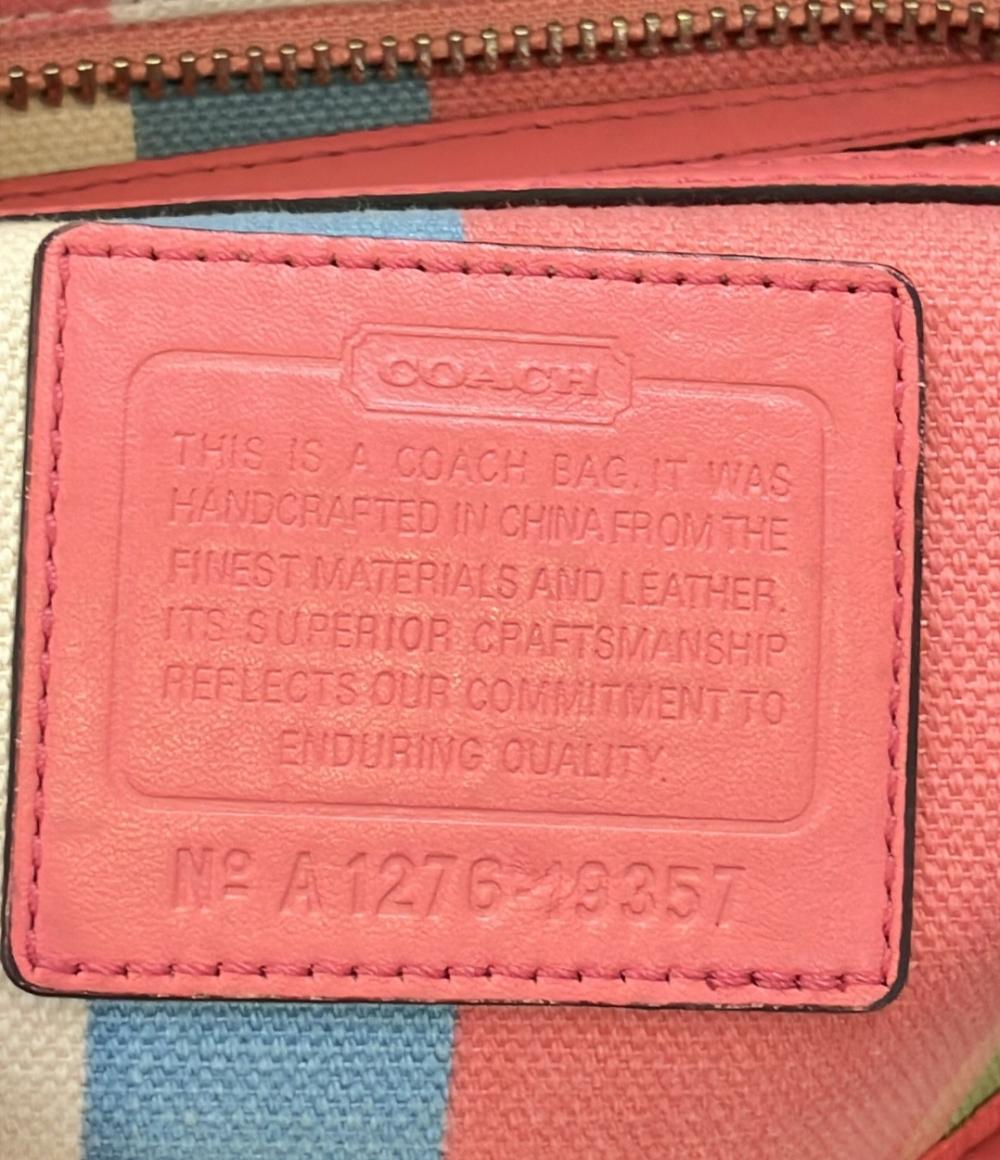 COACH
THIS IS A COACH BAG. IT WAS
HANDCRAFTED IN CHINA FROM THE
FINEST MATERIALS AND LEATHER.
ITS SUPERIOR CRAFTSMANSHIP
REFLECTS OUR COMMITMENT TO
ENDURING QUALITY.
Nº A1276-19357